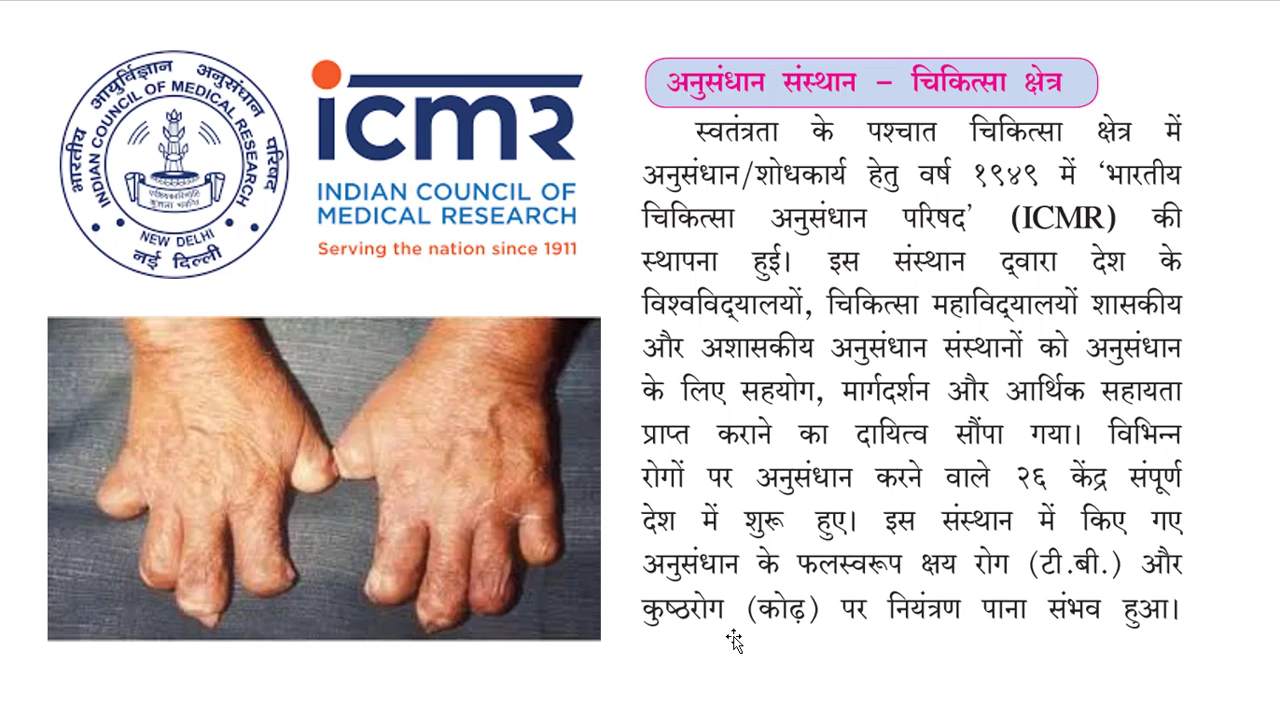 भारतीय आयुर्विज्ञान अनुसंधान परिषद
INDIAN COUNCIL OF MEDICAL RESEARCH
NEW DELHI
नई दिल्ली
icmr
INDIAN COUNCIL OF
MEDICAL RESEARCH
Serving the nation since 1911
अनुसंधान संस्थान – चिकित्सा क्षेत्र
स्वतंत्रता के पश्चात चिकित्सा क्षेत्र में
अनुसंधान/शोधकार्य हेतु वर्ष १९४९ में ‘भारतीय
चिकित्सा अनुसंधान परिषद’ (ICMR) की
स्थापना हुई। इस संस्थान द्वारा देश के
विश्वविद्यालयों, चिकित्सा महाविद्यालयों शासकीय
और अशासकीय अनुसंधान संस्थानों को अनुसंधान
के लिए सहयोग, मार्गदर्शन और आर्थिक सहायता
प्राप्त कराने का दायित्व सौंपा गया। विभिन्न
रोगों पर अनुसंधान करने वाले २६ केंद्र संपूर्ण
देश में शुरू हुए। इस संस्थान में किए गए
अनुसंधान के फलस्वरूप क्षय रोग (टी.बी.) और
कुष्ठरोग (कोढ़) पर नियंत्रण पाना संभव हुआ।